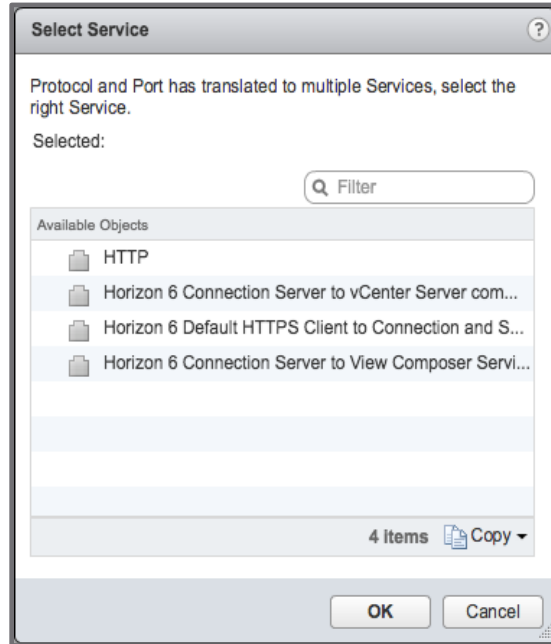 Select Service
?
Protocol and Port has translated to multiple Services, select the
right Service.
Selected:
Filter
Available Objects
HTTP
Horizon 6 Connection Server to vCenter Server com...
Horizon 6 Default HTTPS Client to Connection and S...
Horizon 6 Connection Server to View Composer Servi...
4 items Copy
OK Cancel